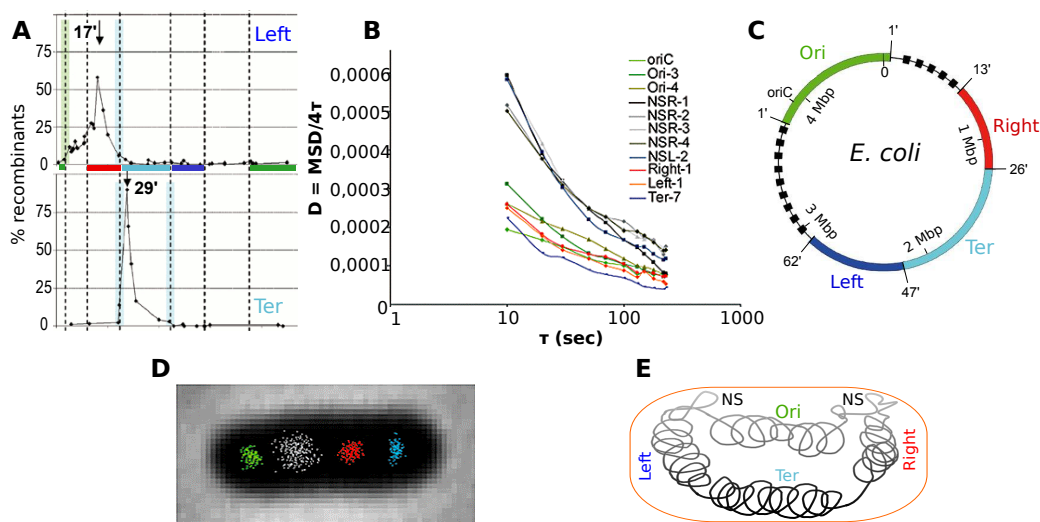 A
17'
Left
75
50
25
0
% recombinants
29'
75
50
25
0
Ter
B
D = MSD/4τ
0,0006
0,0005
0,0004
0,0003
0,0002
0,0001
0
1
10
100
1000
τ (sec)
oriC
Ori-3
Ori-4
NSR-1
NSR-2
NSR-3
NSR-4
NSL-2
Right-1
Left-1
Ter-7
C
1'
Ori
0
13'
oriC
4 Mbp
1'
Right
1 Mbp
E. coli
26'
3 Mbp
2 Mbp
Ter
62'
Left
47'
D
E
NS
NS
Ori
Left
Ter
Right